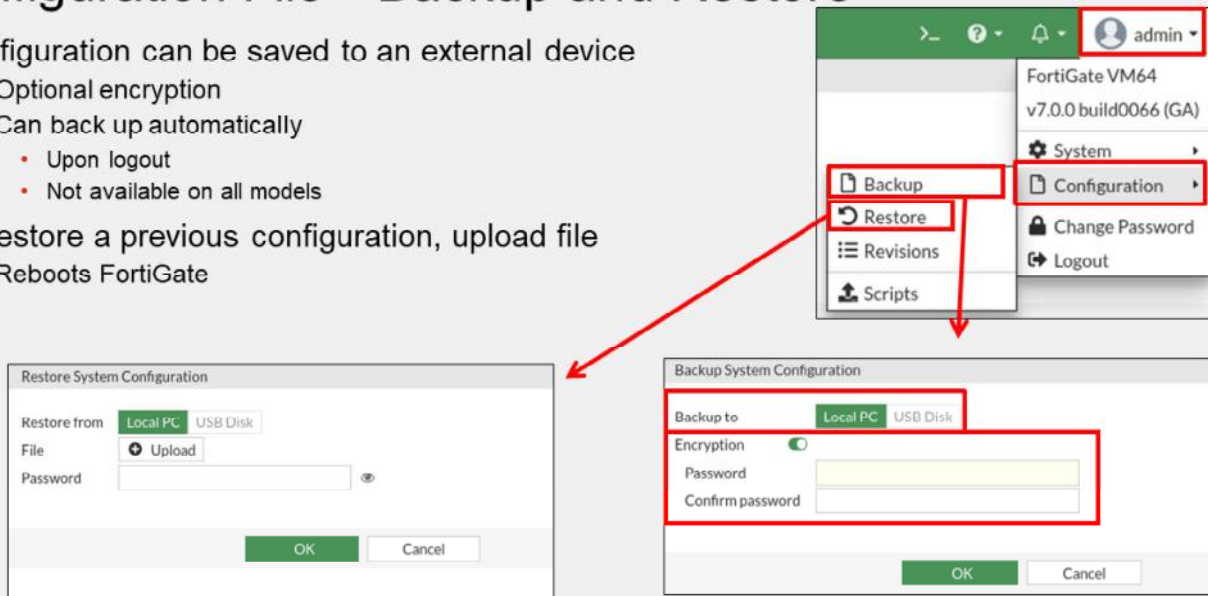 figuration File – Backup and Restore
figuration can be saved to an external device
Optional encryption
Can back up automatically
• Upon logout
• Not available on all models
estore a previous configuration, upload file
Reboots FortiGate
>_
admin
FortiGate VM64
v7.0.0 build0066 (GA)
System
Configuration
Change Password
Logout
Backup
Restore
Revisions
Scripts
Restore System Configuration
Restore from Local PC USB Disk
File Upload
Password
OK Cancel
Backup System Configuration
Backup to Local PC USB Disk
Encryption
Password
Confirm password
OK Cancel